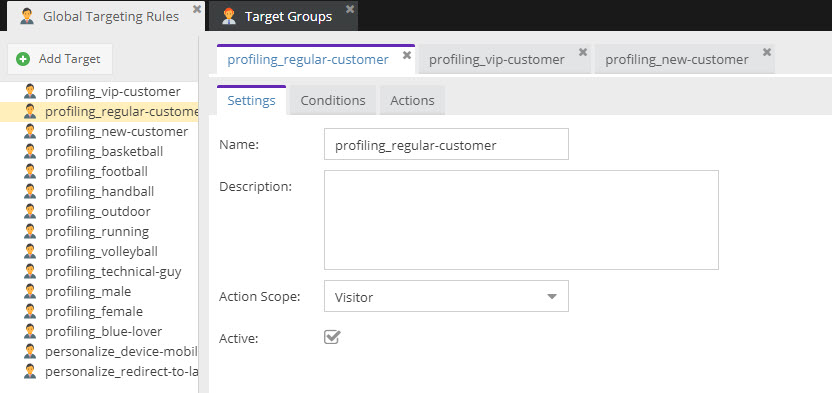 Global Targeting Rules
Target Groups
Add Target
profiling_vip-customer
profiling_regular-custome
profiling_new-customer
profiling_basketball
profiling_football
profiling_handball
profiling_outdoor
profiling_running
profiling_volleyball
profiling_technical-guy
profiling_male
profiling_female
profiling_blue-lover
personalize_device-mobil
personalize_redirect-to-la
profiling_regular-customer
profiling_vip-customer
profiling_new-customer
Settings
Conditions
Actions
Name:
profiling_regular-customer
Description:
Action Scope:
Visitor
Active: